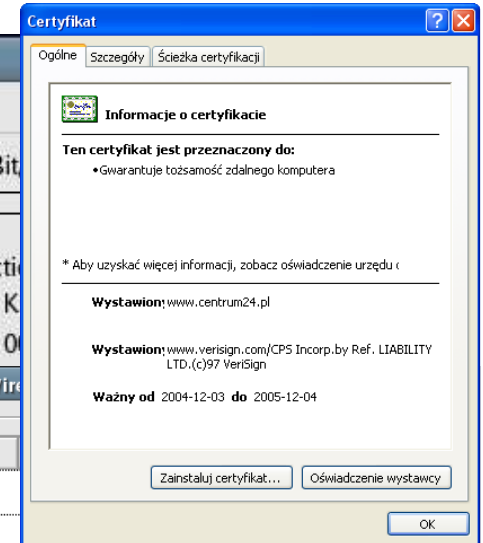 Certyfikat
Ogólne Szczegóły Ścieżka certyfikacji
Informacje o certyfikacie
Ten certyfikat jest przeznaczony do:
•Gwarantuje tożsamość zdalnego komputera
* Aby uzyskać więcej informacji, zobacz oświadczenie urzędu c
Wystawiony www.centrum24.pl
Wystawiony www.verisign.com/CPS Incorp.by Ref. LIABILITY
LTD.(c)97 VeriSign
Ważny od 2004-12-03 do 2005-12-04
Zainstaluj certyfikat... Oświadczenie wystawcy
OK